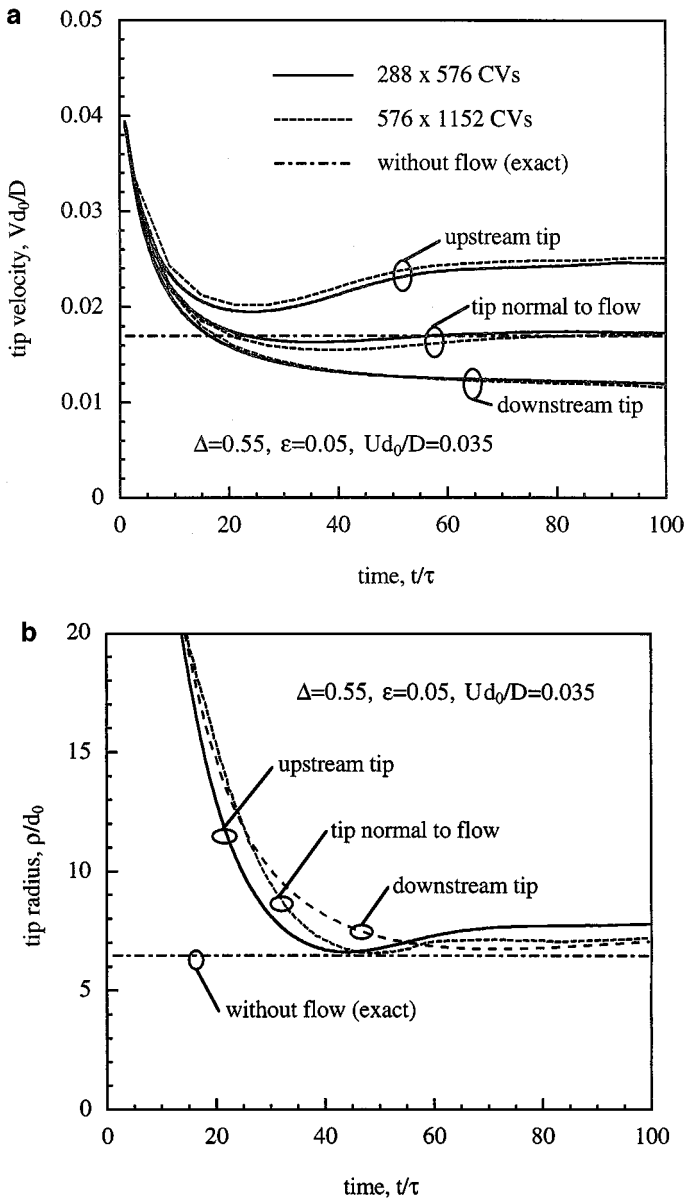 a
0.05
0.04
0.03
0.02
0.01
0
tip velocity, Vd₀/D
288 x 576 CVs
576 x 1152 CVs
without flow (exact)
upstream tip
tip normal to flow
downstream tip
Δ=0.55, ε=0.05, Ud₀/D=0.035
0 20 40 60 80 100
time, t/τ
b
20
15
10
5
0
tip radius, ρ/d₀
Δ=0.55, ε=0.05, Ud₀/D=0.035
upstream tip
tip normal to flow
downstream tip
without flow (exact)
0 20 40 60 80 100
time, t/τ